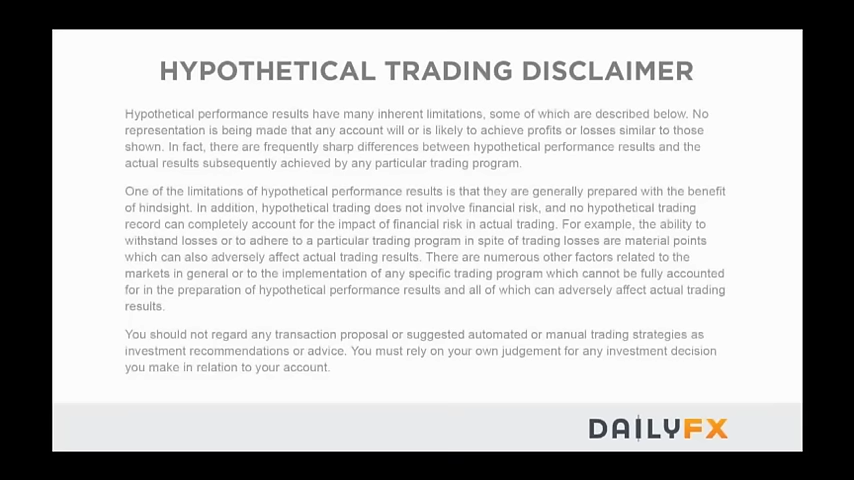 HYPOTHETICAL TRADING DISCLAIMER
Hypothetical performance results have many inherent limitations, some of which are described below. No
representation is being made that any account will or is likely to achieve profits or losses similar to those
shown. In fact, there are frequently sharp differences between hypothetical performance results and the
actual results subsequently achieved by any particular trading program.
One of the limitations of hypothetical performance results is that they are generally prepared with the benefit
of hindsight. In addition, hypothetical trading does not involve financial risk, and no hypothetical trading
record can completely account for the impact of financial risk in actual trading. For example, the ability to
withstand losses or to adhere to a particular trading program in spite of trading losses are material points
which can also adversely affect actual trading results. There are numerous other factors related to the
markets in general or to the implementation of any specific trading program which cannot be fully accounted
for in the preparation of hypothetical performance results and all of which can adversely affect actual trading
results.
You should not regard any transaction proposal or suggested automated or manual trading strategies as
investment recommendations or advice. You must rely on your own judgement for any investment decision
you make in relation to your account.
DAILYFX